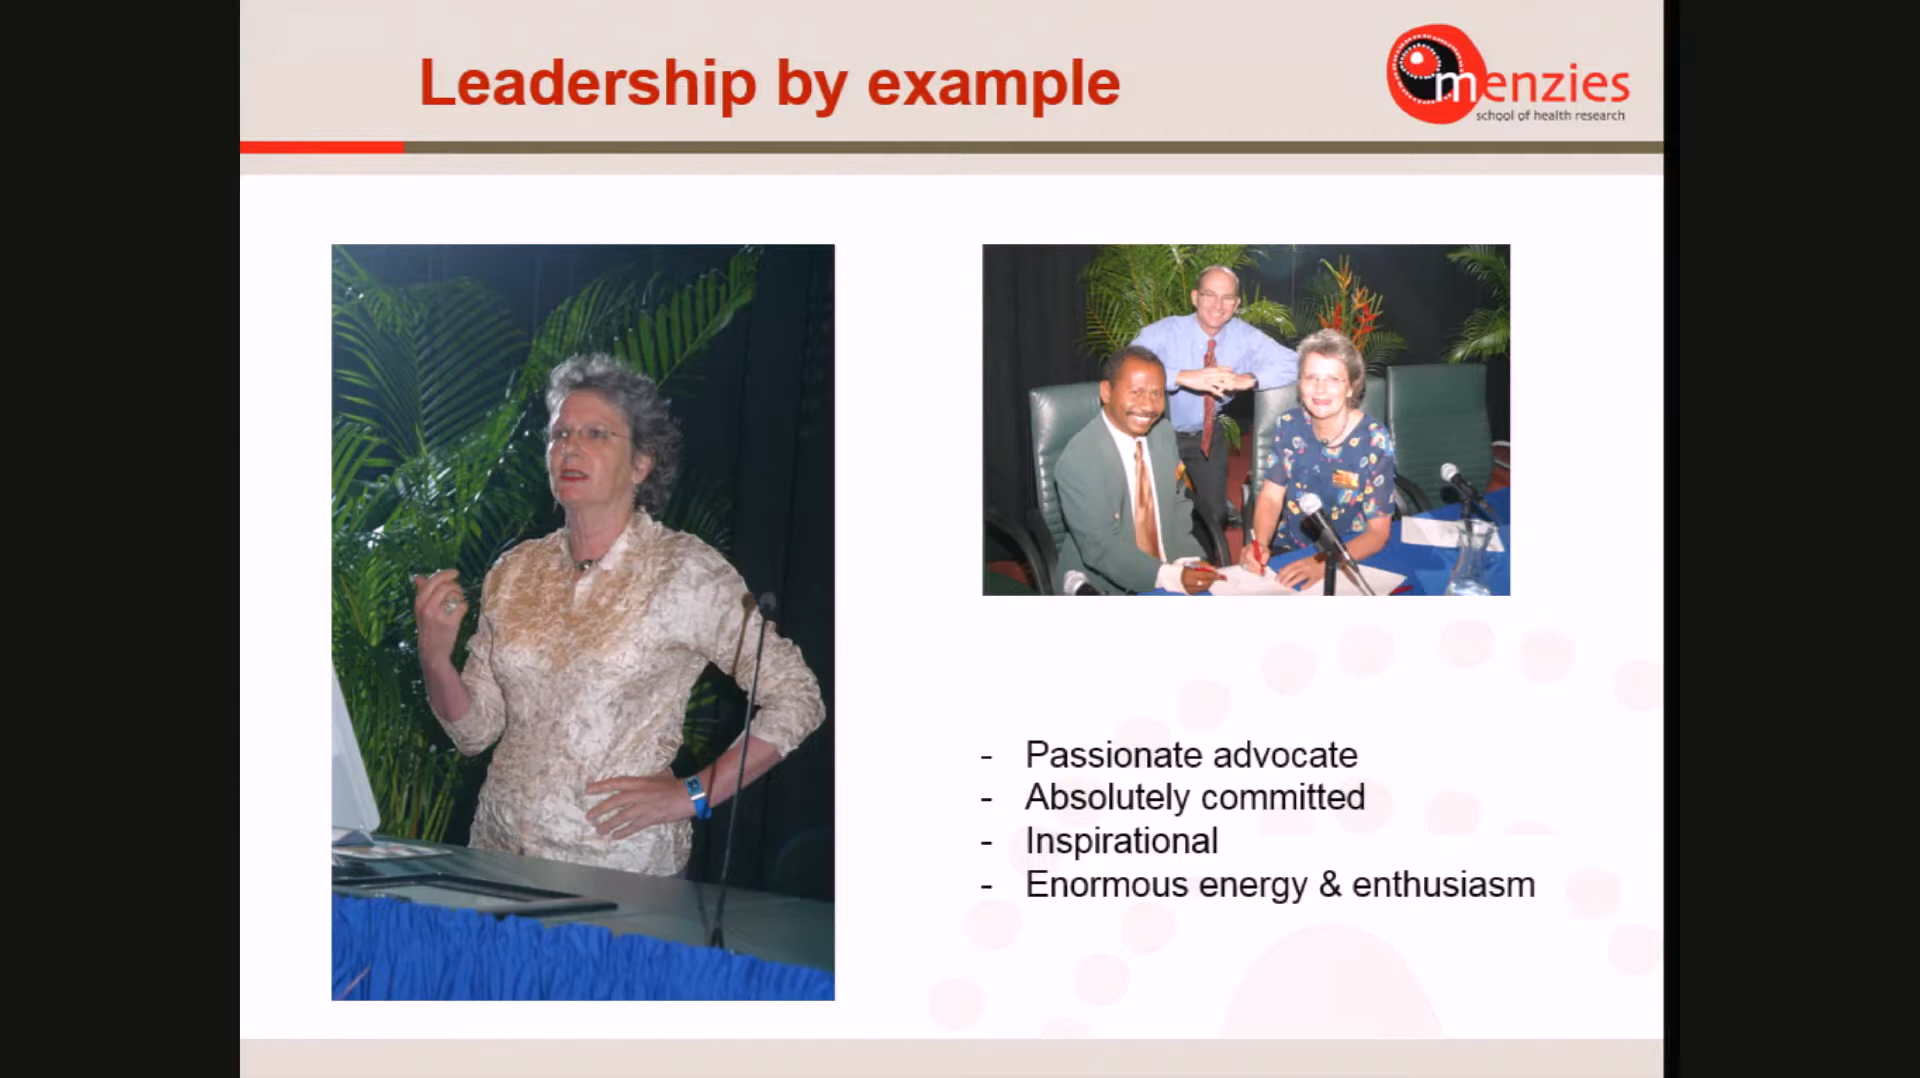 Leadership by example
menzies
school of health research
- Passionate advocate
- Absolutely committed
- Inspirational
- Enormous energy & enthusiasm